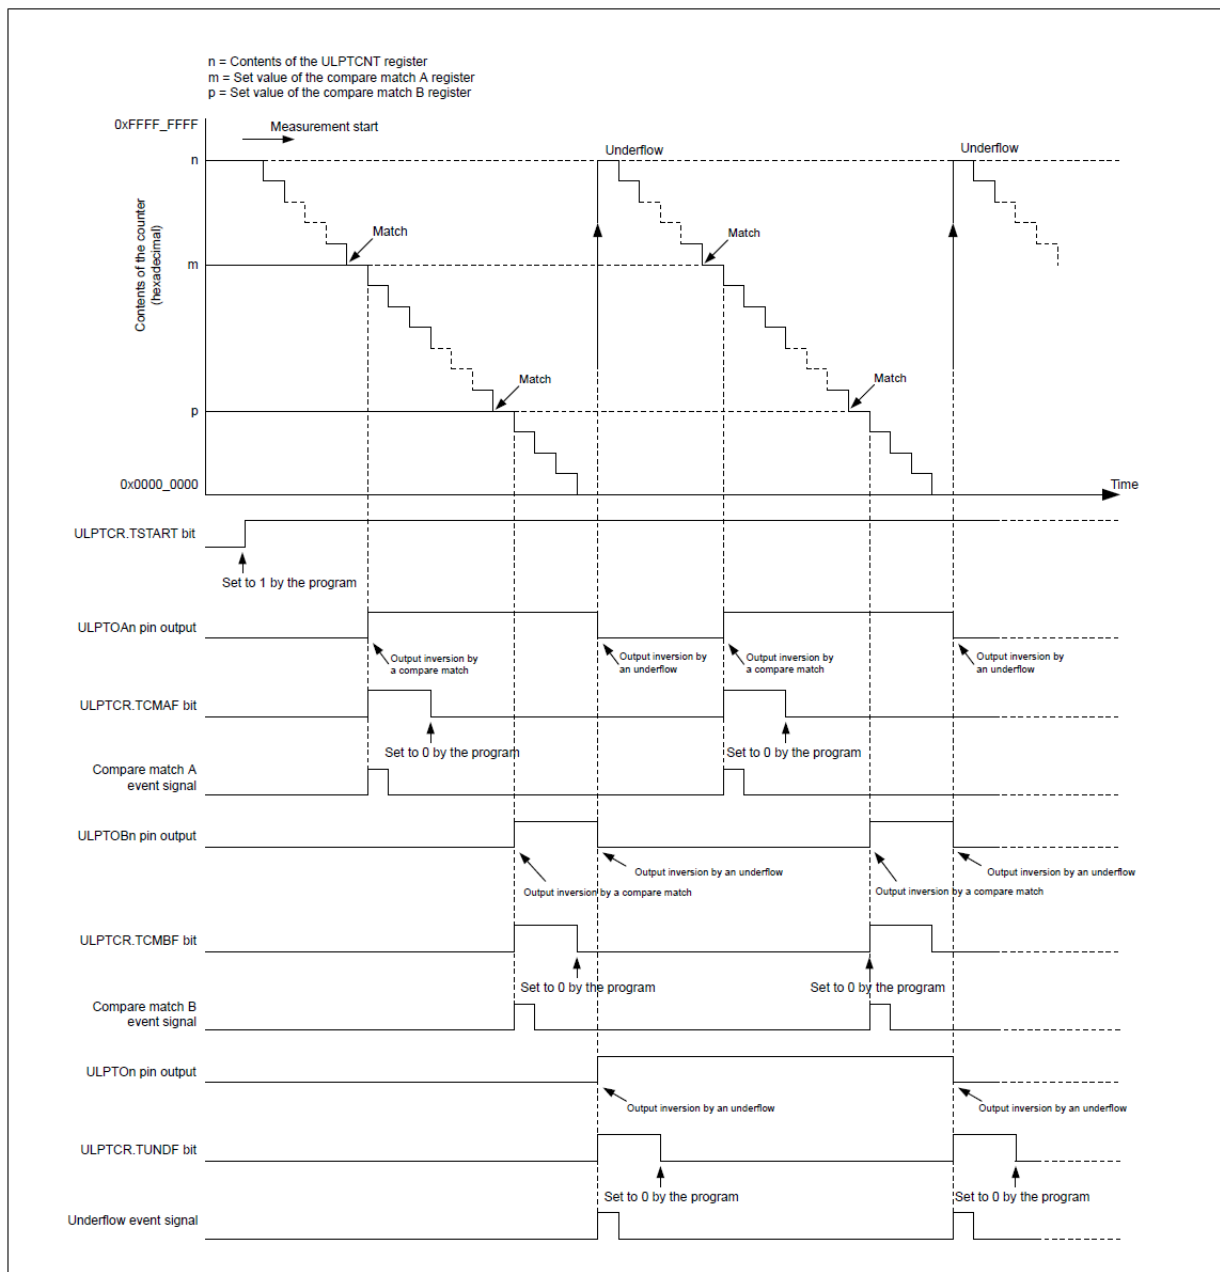 n = Contents of the ULPTCNT register
m = Set value of the compare match A register
p = Set value of the compare match B register
0xFFFF_FFFF
Measurement start
n
Underflow
Underflow
Contents of the counter
(hexadecimal)
Match
Match
m
Match
Match
p
0x0000_0000
Time
ULPTCR.TSTART bit
Set to 1 by the program
ULPTOAn pin output
Output inversion by
a compare match
Output inversion by
an underflow
Output inversion by
a compare match
Output inversion by
an underflow
ULPTCR.TCMAF bit
Set to 0 by the program
Set to 0 by the program
Compare match A
event signal
ULPTOBn pin output
Output inversion by an underflow
Output inversion by an underflow
Output inversion by a compare match
Output inversion by a compare match
ULPTCR.TCMBF bit
Set to 0 by the program
Set to 0 by the program
Compare match B
event signal
ULPTOn pin output
Output inversion by an underflow
Output inversion by an underflow
ULPTCR.TUNDF bit
Set to 0 by the program
Set to 0 by the program
Underflow event signal